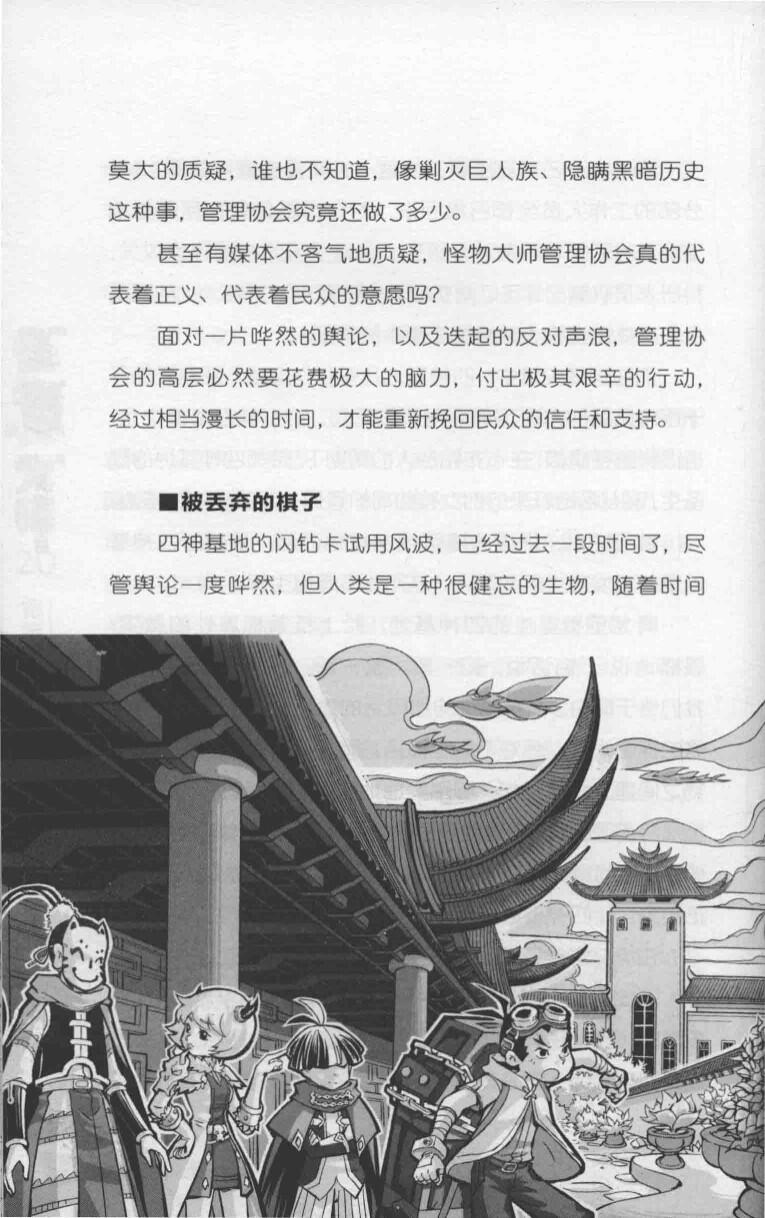 莫大的质疑，谁也不知道，像剿灭巨人族、隐瞒黑暗历史
这种事，管理协会究竟还做了多少。
甚至有媒体不客气地质疑，怪物大师管理协会真的代
表着正义、代表着民众的意愿吗？
面对一片哗然的舆论，以及迭起的反对声浪，管理协
会的高层必然要花费极大的脑力，付出极其艰辛的行动，
经过相当漫长的时间，才能重新挽回民众的信任和支持。
■被丢弃的棋子
四神基地的闪钻卡试用风波，已经过去一段时间了，尽
管舆论一度哗然，但人类是一种很健忘的生物，随着时间